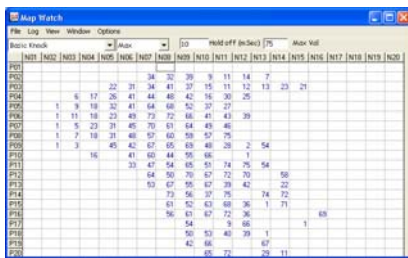 Map Watch
File Log View Window Options
Basic Knock Max 10 Hold off (mSec) 75 Max Val
N01 N02 N03 N04 N05 N06 N07 N08 N09 N10 N11 N12 N13 N14 N15 N16 N17 N18 N19 N20
P01
P02 34 32 39 9 11 14 7
P03 22 31 34 41 37 15 11 12 13 23 21
P04 6 17 26 41 44 48 42 16 30 25
P05 1 9 18 32 41 64 68 52 37 27
P06 1 11 18 23 49 73 72 66 41 43 39
P07 1 5 23 31 45 70 61 64 49 46
P08 1 7 18 31 48 57 60 59 57 75
P09 1 3 45 42 67 65 69 48 28 2 54
P10 16 41 60 44 55 66 1
P11 33 47 54 65 51 74 75 54
P12 50 64 70 67 72 70 58
P13 53 67 55 67 39 42 22
P14 73 56 37 75 74 72
P15 61 52 63 68 36 1 71
P16 56 61 67 72 36 69
P17 54 9 66 1
P18 50 53 40 39 1
P19 42 66 67
P20 65 72 29 11